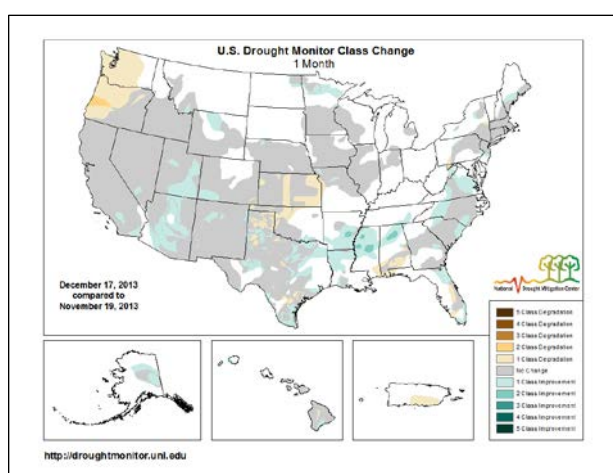 U.S. Drought Monitor Class Change
1 Month
December 17, 2013
compared to
November 19, 2013
National Drought Mitigation Center
5 Class Degradation
4 Class Degradation
3 Class Degradation
2 Class Degradation
1 Class Degradation
No Change
1 Class Improvement
2 Class Improvement
3 Class Improvement
4 Class Improvement
5 Class Improvement
http://droughtmonitor.unl.edu